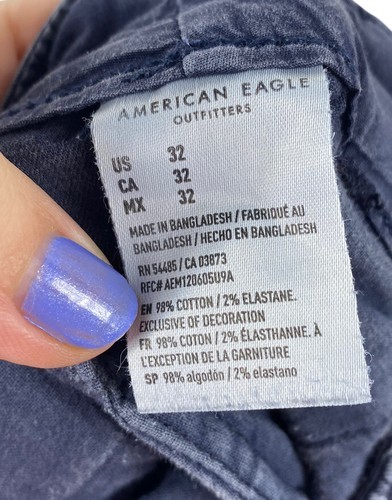 AMERICAN EAGLE
OUTFITTERS
US 32
CA 32
MX 32
MADE IN BANGLADESH / FABRIQUÉ AU
BANGLADESH / HECHO EN BANGLADESH
RN 54485 / CA 03873
RFC# AEM120605U9A
EN 98% COTTON / 2% ELASTANE.
EXCLUSIVE OF DECORATION
FR 98% COTON / 2% ÉLASTHANNE. À
L'EXCEPTION DE LA GARNITURE
SP 98% algodón / 2% elastano